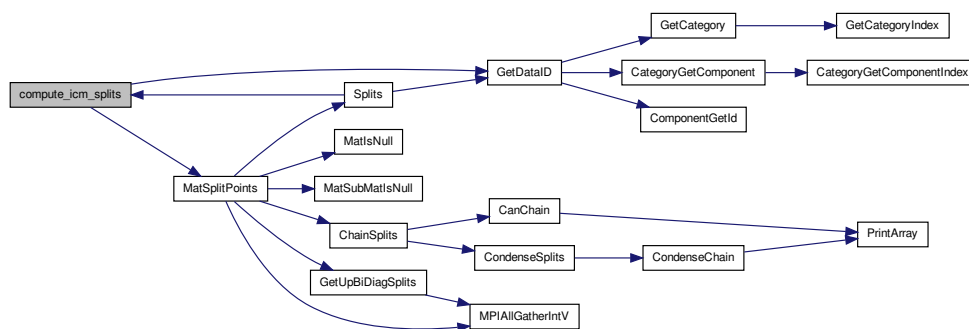 GetCategory
GetCategoryIndex
GetDataID
CategoryGetComponent
CategoryGetComponentIndex
compute_icm_splits
Splits
ComponentGetId
MatIsNull
MatSplitPoints
MatSubMatIsNull
CanChain
ChainSplits
PrintArray
CondenseSplits
CondenseChain
GetUpBiDiagSplits
MPIAllGatherIntV